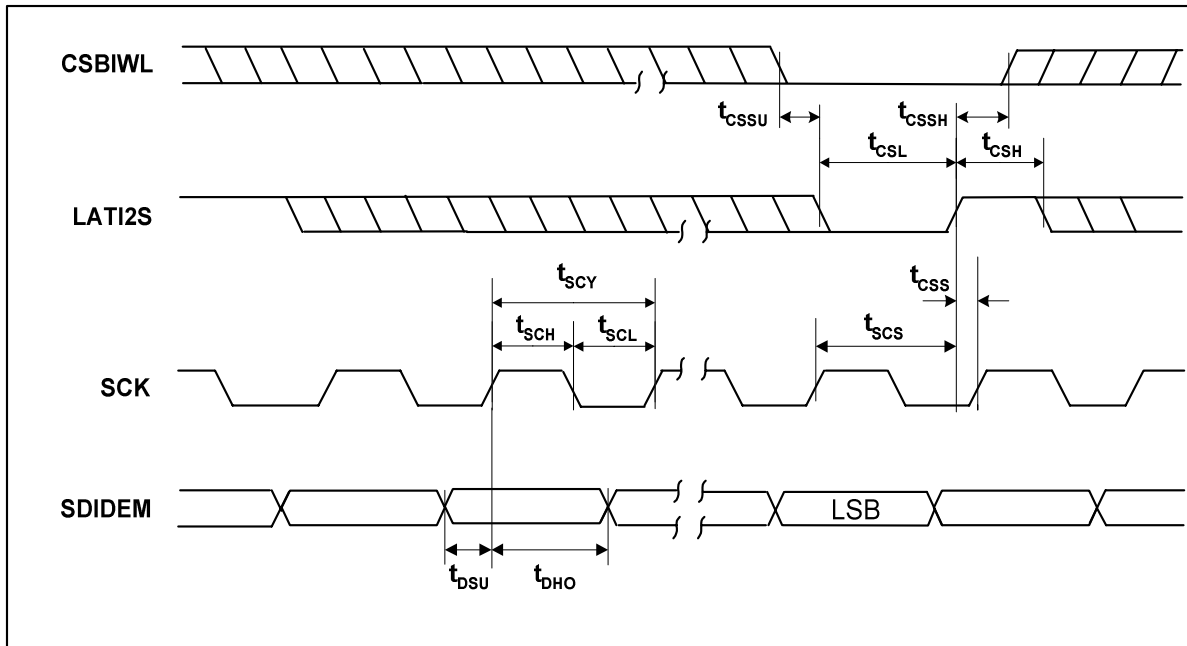 CSBIWL
tCSSU
tCSSH
tCSL
tCSH
LATI2S
tCSS
tSCY
tSCH
tSCL
tSCS
SCK
SDIDEM
LSB
tDSU
tDHO